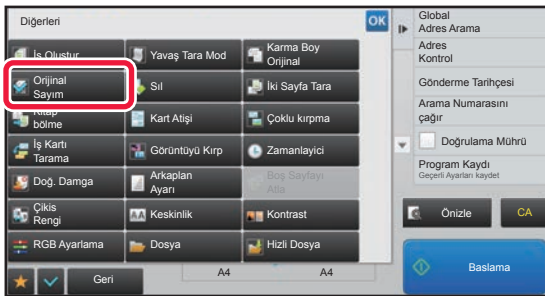 Diğerleri
OK
İş Oluştur
Yavaş Tara Mod
Karma Boy
Orijinal
Orijinal
Sayım
Sil
İki Sayfa Tara
Kitap
bölme
Kart Atişi
Çoklu kırpma
İş Kartı
Tarama
Görüntüyü Kırp
Zamanlayici
Doğ. Damga
Arkaplan
Ayarı
Boş Sayfayı
Atla
Çikis
Rengi
Keskinlik
Kontrast
RGB Ayarlama
Dosya
Hizli Dosya
Geri
A4
A4
Global
Adres Arama
Adres
Kontrol
Gönderme Tarihçesi
Arama Numarasını
çağır
Doğrulama Mührü
Program Kaydı
Geçerli Ayarları kaydet
Önizle
CA
Baslama